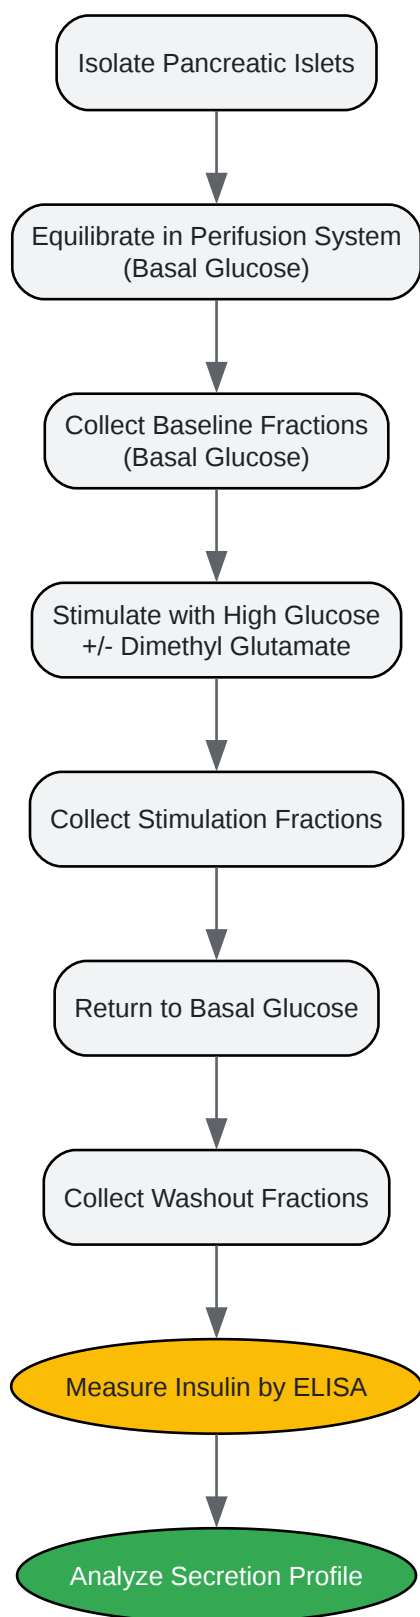 Isolate Pancreatic Islets
Equilibrate in Perifusion System
(Basal Glucose)
Collect Baseline Fractions
(Basal Glucose)
Stimulate with High Glucose
+/- Dimethyl Glutamate
Collect Stimulation Fractions
Return to Basal Glucose
Collect Washout Fractions
Measure Insulin by ELISA
Analyze Secretion Profile